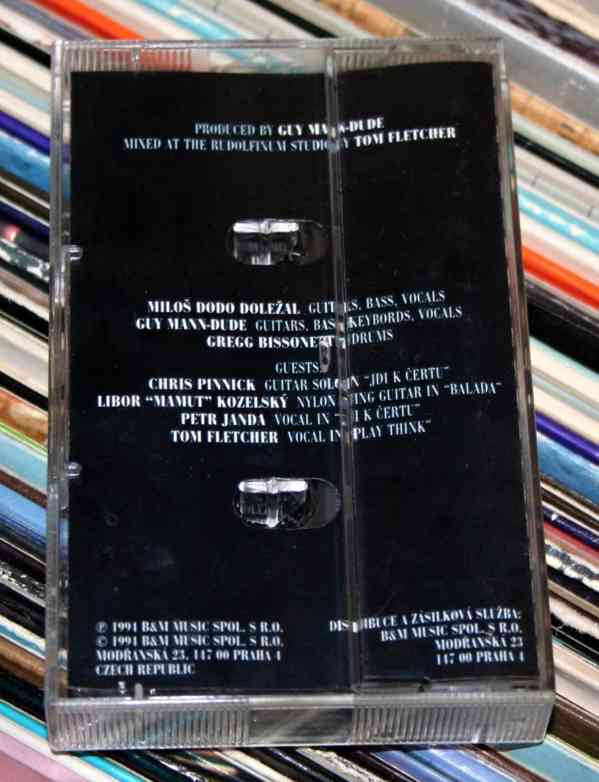 PRODUCED BY GUY MANN-DUDE
MIXED AT THE RUDOLFINUM STUDIO BY TOM FLETCHER
MILOŠ DODO DOLEŽAL GUITARS, BASS, VOCALS
GUY MANN-DUDE GUITARS, BASS, KEYBORDS, VOCALS
GREGG BISSONETTE DRUMS
GUESTS:
CHRIS PINNICK GUITAR SOLO IN "JDI K ČERTU"
LIBOR "MAMUT" KOZELSKÝ NYLON STRING GUITAR IN "BALADA"
PETR JANDA VOCAL IN "JDI K ČERTU"
TOM FLETCHER VOCAL IN "PLAY THINK"
℗ 1994 B&M MUSIC SPOL. S R.O.
© 1994 B&M MUSIC SPOL. S R.O.
MODŘANSKÁ 23, 147 00 PRAHA 4
CZECH REPUBLIC
DISTRIBUCE A ZÁSILKOVÁ SLUŽBA:
B&M MUSIC SPOL. S R.O.
MODŘANSKÁ 23
147 00 PRAHA 4